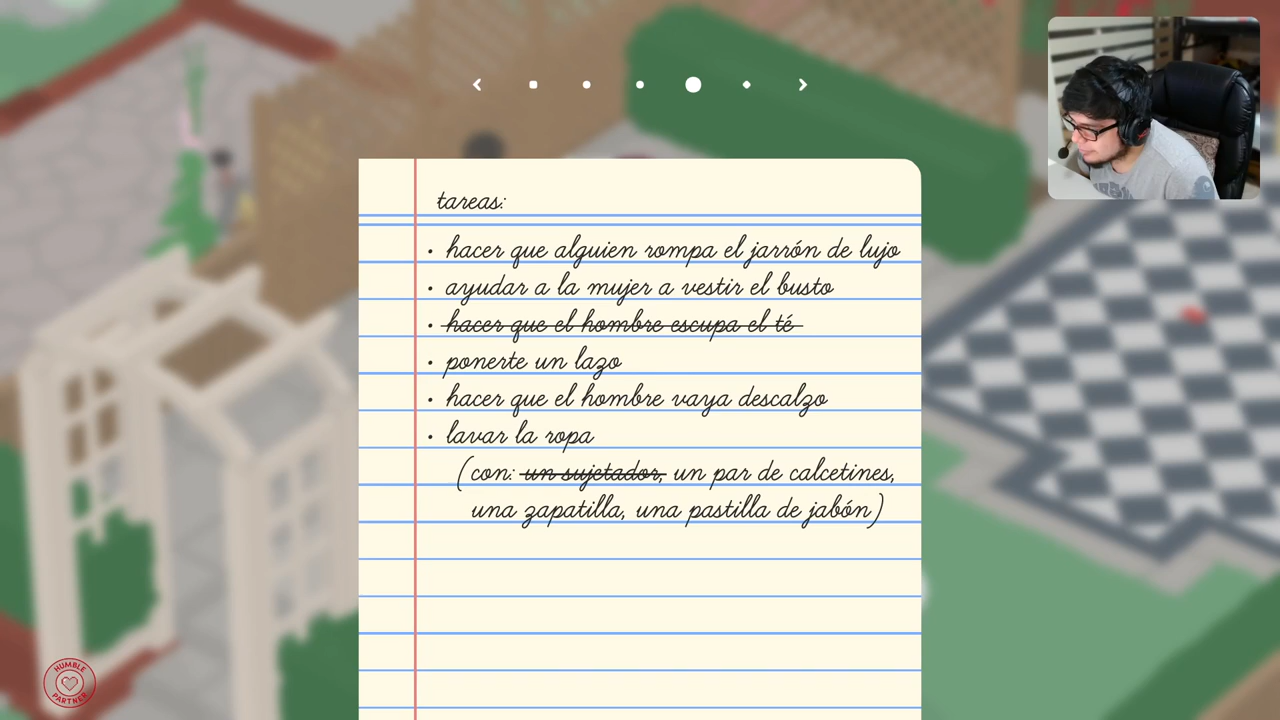 tareas:
• hacer que alguien rompa el jarrón de lujo
• ayudar a la mujer a vestir el busto
• hacer que el hombre escupa el té
• ponerte un lazo
• hacer que el hombre vaya descalzo
• lavar la ropa
(con: un sujetador, un par de calcetines,
una zapatilla, una pastilla de jabón)
HUMBLE
PARTNER